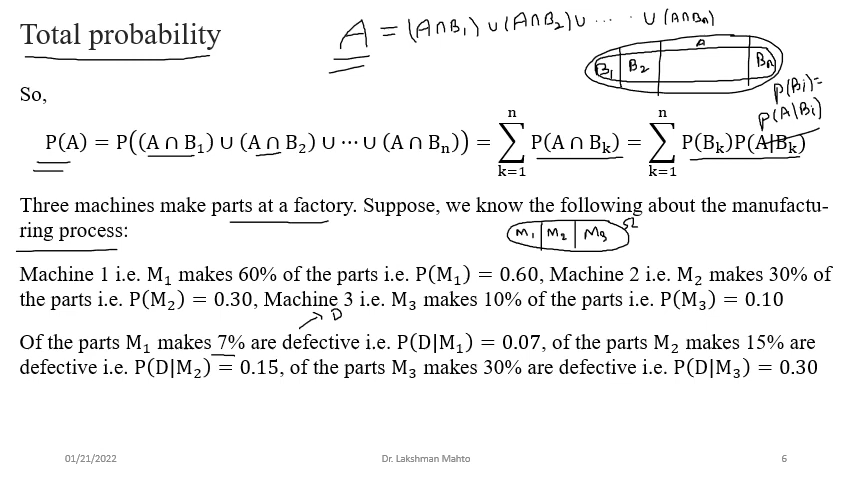 Total probability
A = (A∩B₁) ∪ (A∩B₂) ∪ ⋯ ∪ (A∩Bₙ)
A
B₁ B₂ Bₙ
So,
P(Bᵢ)=
P(A|Bᵢ)
n n
P(A) = P((A ∩ B₁) ∪ (A ∩ B₂) ∪ ⋯ ∪ (A ∩ Bₙ)) = ∑ P(A ∩ Bₖ) = ∑ P(Bₖ)P(A|Bₖ)
k=1 k=1
Three machines make parts at a factory. Suppose, we know the following about the manufactu-
ring process:
M₁ M₂ M₃ Ω
Machine 1 i.e. M₁ makes 60% of the parts i.e. P(M₁) = 0.60, Machine 2 i.e. M₂ makes 30% of
the parts i.e. P(M₂) = 0.30, Machine 3 i.e. M₃ makes 10% of the parts i.e. P(M₃) = 0.10
D
Of the parts M₁ makes 7% are defective i.e. P(D|M₁) = 0.07, of the parts M₂ makes 15% are
defective i.e. P(D|M₂) = 0.15, of the parts M₃ makes 30% are defective i.e. P(D|M₃) = 0.30
01/21/2022 Dr. Lakshman Mahto 6